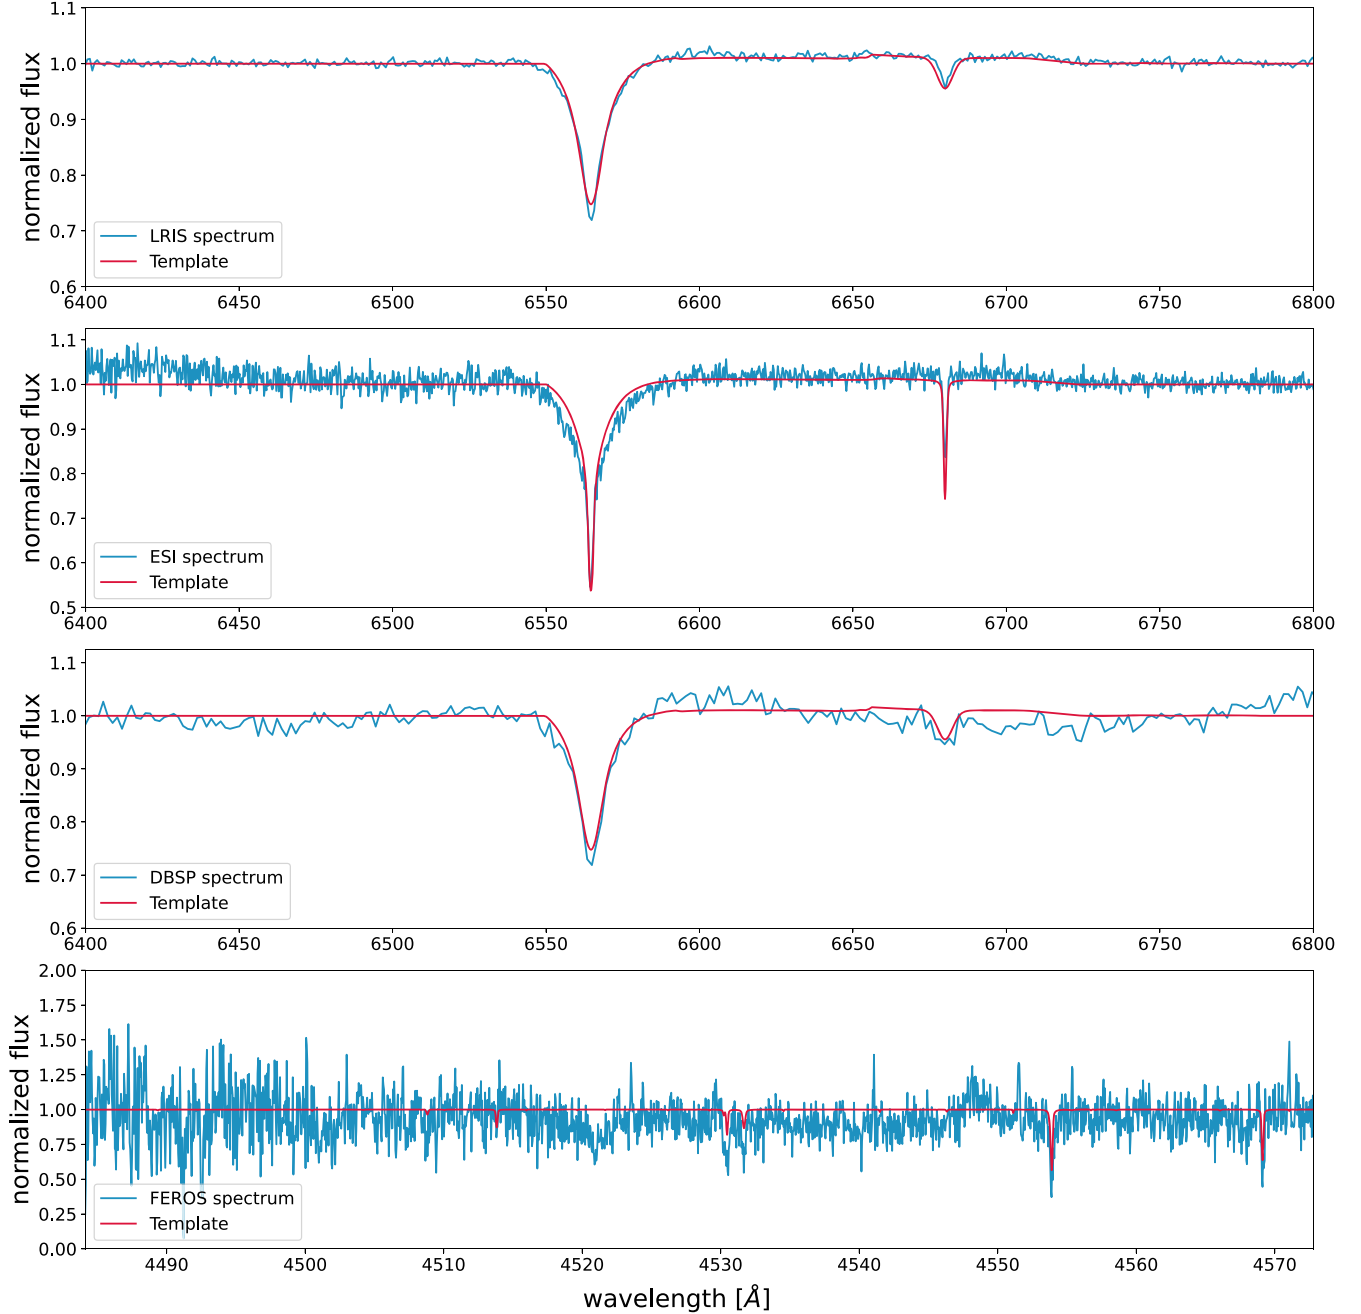 1.1
1.0
0.9
0.8
0.7
0.6
normalized flux
LRIS spectrum
Template
6400 6450 6500 6550 6600 6650 6700 6750 6800
1.1
1.0
0.9
0.8
0.7
0.6
0.5
normalized flux
ESI spectrum
Template
6400 6450 6500 6550 6600 6650 6700 6750 6800
1.1
1.0
0.9
0.8
0.7
0.6
normalized flux
DBSP spectrum
Template
6400 6450 6500 6550 6600 6650 6700 6750 6800
2.00
1.75
1.50
1.25
1.00
0.75
0.50
0.25
0.00
normalized flux
FEROS spectrum
Template
4490 4500 4510 4520 4530 4540 4550 4560 4570
wavelength [Å]